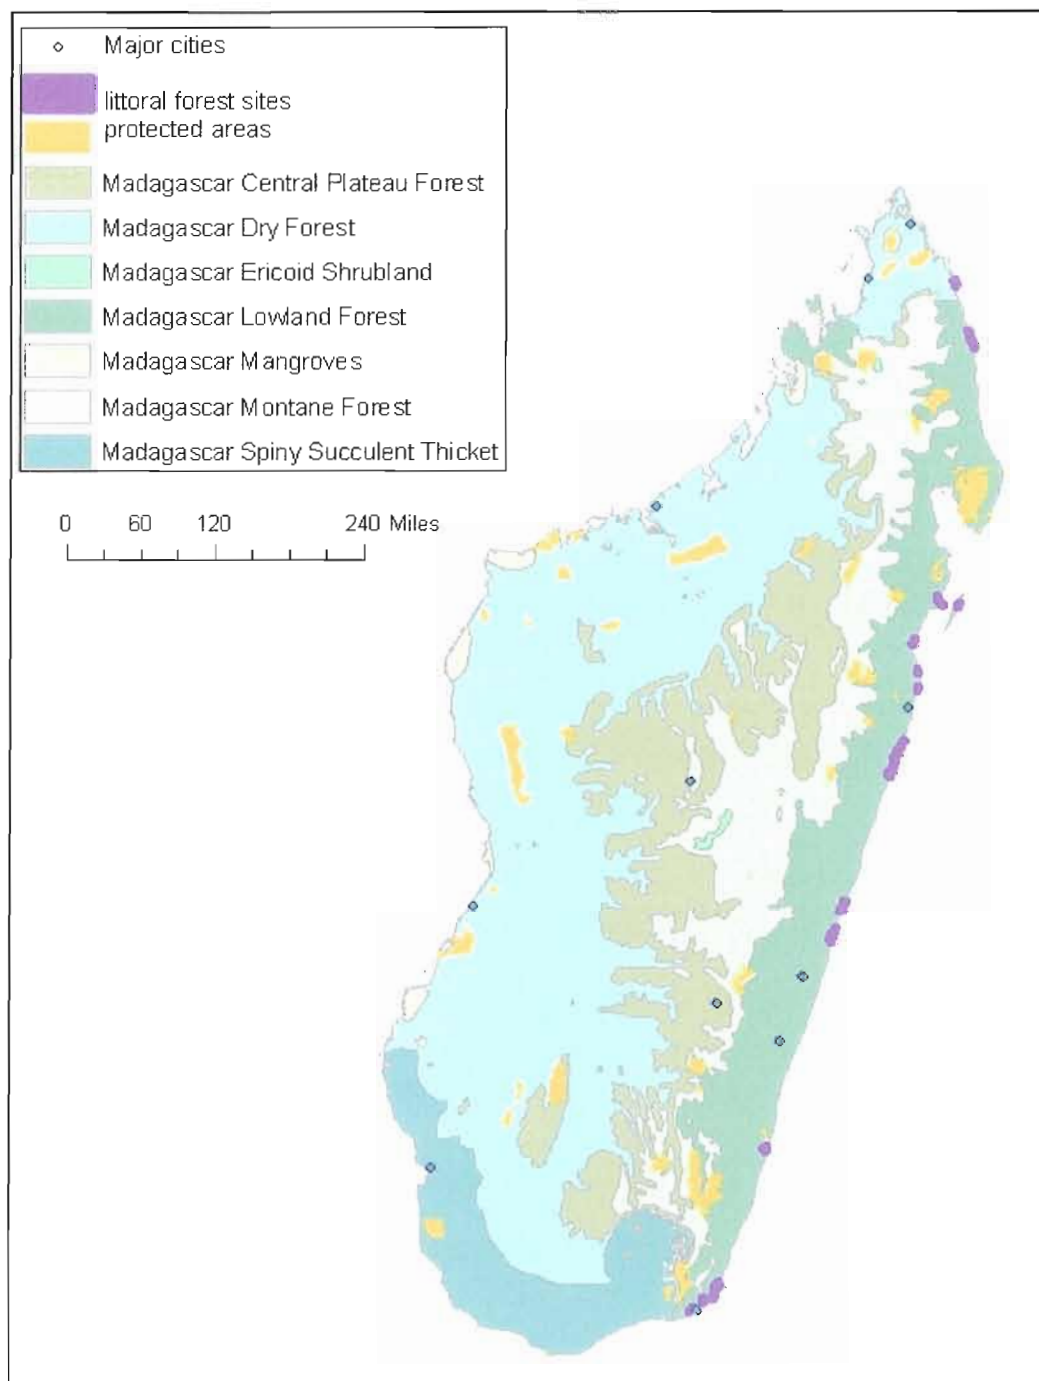 Major cities
littoral forest sites
protected areas
Madagascar Central Plateau Forest
Madagascar Dry Forest
Madagascar Ericoid Shrubland
Madagascar Lowland Forest
Madagascar Mangroves
Madagascar Montane Forest
Madagascar Spiny Succulent Thicket
0 60 120 240 Miles